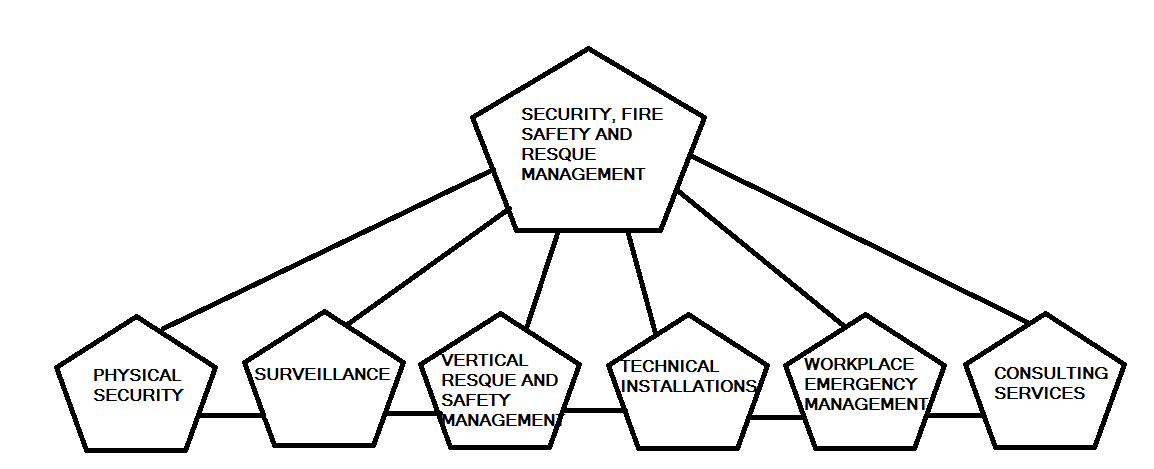 SECURITY, FIRE
SAFETY AND
RESQUE
MANAGEMENT
PHYSICAL
SECURITY
SURVEILLANCE
VERTICAL
RESQUE AND
SAFETY
MANAGEMENT
TECHNICAL
INSTALLATIONS
WORKPLACE
EMERGENCY
MANAGEMENT
CONSULTING
SERVICES